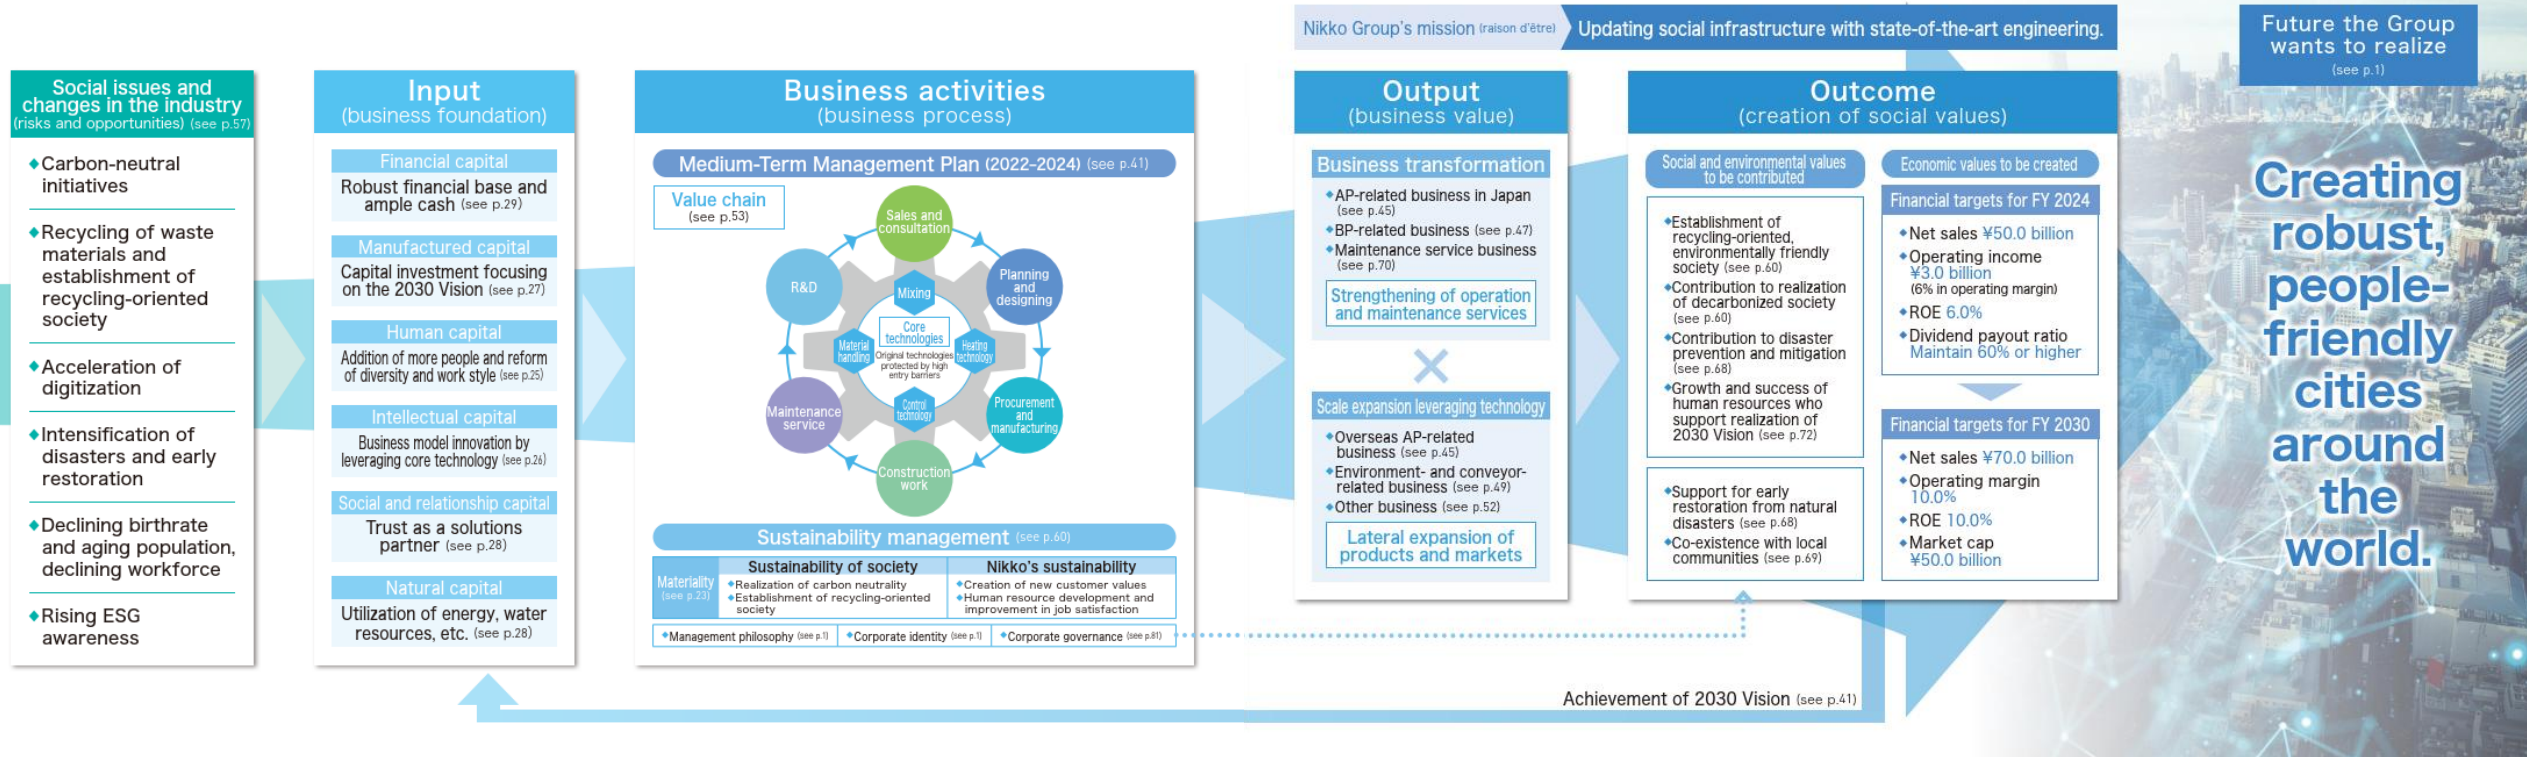 Nikko Group's mission (raison d'être)
Updating social infrastructure with state-of-the-art engineering.
Social issues and
changes in the industry
(risks and opportunities) (see p.57)
◆Carbon-neutral
initiatives
◆Recycling of waste
materials and
establishment of
recycling-oriented
society
◆Acceleration of
digitization
◆Intensification of
disasters and early
restoration
◆Declining birthrate
and aging population,
declining workforce
◆Rising ESG
awareness
Input
(business foundation)
Financial capital
Robust financial base and
ample cash (see p.29)
Manufactured capital
Capital investment focusing
on the 2030 Vision (see p.27)
Human capital
Addition of more people and reform
of diversity and work style (see p.25)
Intellectual capital
Business model innovation by
leveraging core technology (see p.26)
Social and relationship capital
Trust as a solutions
partner (see p.28)
Natural capital
Utilization of energy, water
resources, etc. (see p.28)
Business activities
(business process)
Medium-Term Management Plan (2022–2024) (see p.41)
Value chain
(see p.53)
Sales and
consultation
Planning
and
designing
Procurement
and
manufacturing
Construction
work
Maintenance
service
R&D
Mixing
Heating
technology
Control
technology
Material
handling
Core
technologies
Original technologies
protected by high
entry barriers
Sustainability management (see p.60)
Materiality
(see p.23)
Sustainability of society
◆Realization of carbon neutrality
◆Establishment of recycling-oriented
society
Nikko's sustainability
◆Creation of new customer values
◆Human resource development and
improvement in job satisfaction
◆Management philosophy (see p.1)
◆Corporate identity (see p.1)
◆Corporate governance (see p.81)
Output
(business value)
Business transformation
◆AP-related business in Japan
(see p.45)
◆BP-related business (see p.47)
◆Maintenance service business
(see p.70)
Strengthening of operation
and maintenance services
×
Scale expansion leveraging technology
◆Overseas AP-related
business (see p.45)
◆Environment- and conveyor-
related business (see p.49)
◆Other business (see p.52)
Lateral expansion of
products and markets
Outcome
(creation of social values)
Social and environmental values
to be contributed
◆Establishment of
recycling-oriented,
environmentally friendly
society (see p.60)
◆Contribution to realization
of decarbonized society
(see p.60)
◆Contribution to disaster
prevention and mitigation
(see p.68)
◆Growth and success of
human resources who
support realization of
2030 Vision (see p.72)
◆Support for early
restoration from natural
disasters (see p.68)
◆Co-existence with local
communities (see p.69)
Economic values to be created
Financial targets for FY 2024
◆Net sales ¥50.0 billion
◆Operating income
¥3.0 billion
(6% in operating margin)
◆ROE 6.0%
◆Dividend payout ratio
Maintain 60% or higher
Financial targets for FY 2030
◆Net sales ¥70.0 billion
◆Operating margin
10.0%
◆ROE 10.0%
◆Market cap
¥50.0 billion
Achievement of 2030 Vision (see p.41)
Future the Group
wants to realize
(see p.1)
Creating
robust,
people-
friendly
cities
around
the
world.